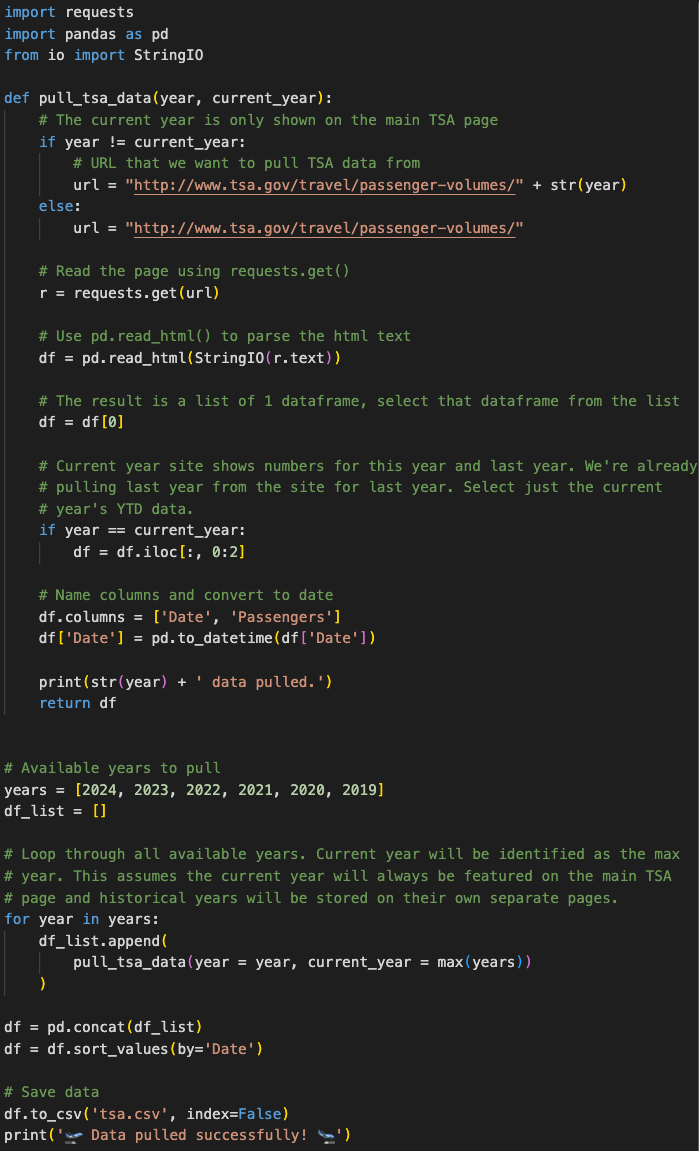 import requests
import pandas as pd
from io import StringIO

def pull_tsa_data(year, current_year):
    # The current year is only shown on the main TSA page
    if year != current_year:
        # URL that we want to pull TSA data from
        url = "http://www.tsa.gov/travel/passenger-volumes/" + str(year)
    else:
        url = "http://www.tsa.gov/travel/passenger-volumes/"

    # Read the page using requests.get()
    r = requests.get(url)

    # Use pd.read_html() to parse the html text
    df = pd.read_html(StringIO(r.text))

    # The result is a list of 1 dataframe, select that dataframe from the list
    df = df[0]

    # Current year site shows numbers for this year and last year. We're already
    # pulling last year from the site for last year. Select just the current
    # year's YTD data.
    if year == current_year:
        df = df.iloc[:, 0:2]

    # Name columns and convert to date
    df.columns = ['Date', 'Passengers']
    df['Date'] = pd.to_datetime(df['Date'])

    print(str(year) + ' data pulled.')
    return df


# Available years to pull
years = [2024, 2023, 2022, 2021, 2020, 2019]
df_list = []

# Loop through all available years. Current year will be identified as the max
# year. This assumes the current year will always be featured on the main TSA
# page and historical years will be stored on their own separate pages.
for year in years:
    df_list.append(
        pull_tsa_data(year = year, current_year = max(years))
    )

df = pd.concat(df_list)
df = df.sort_values(by='Date')

# Save data
df.to_csv('tsa.csv', index=False)
print('🛫 Data pulled successfully! 🛬')